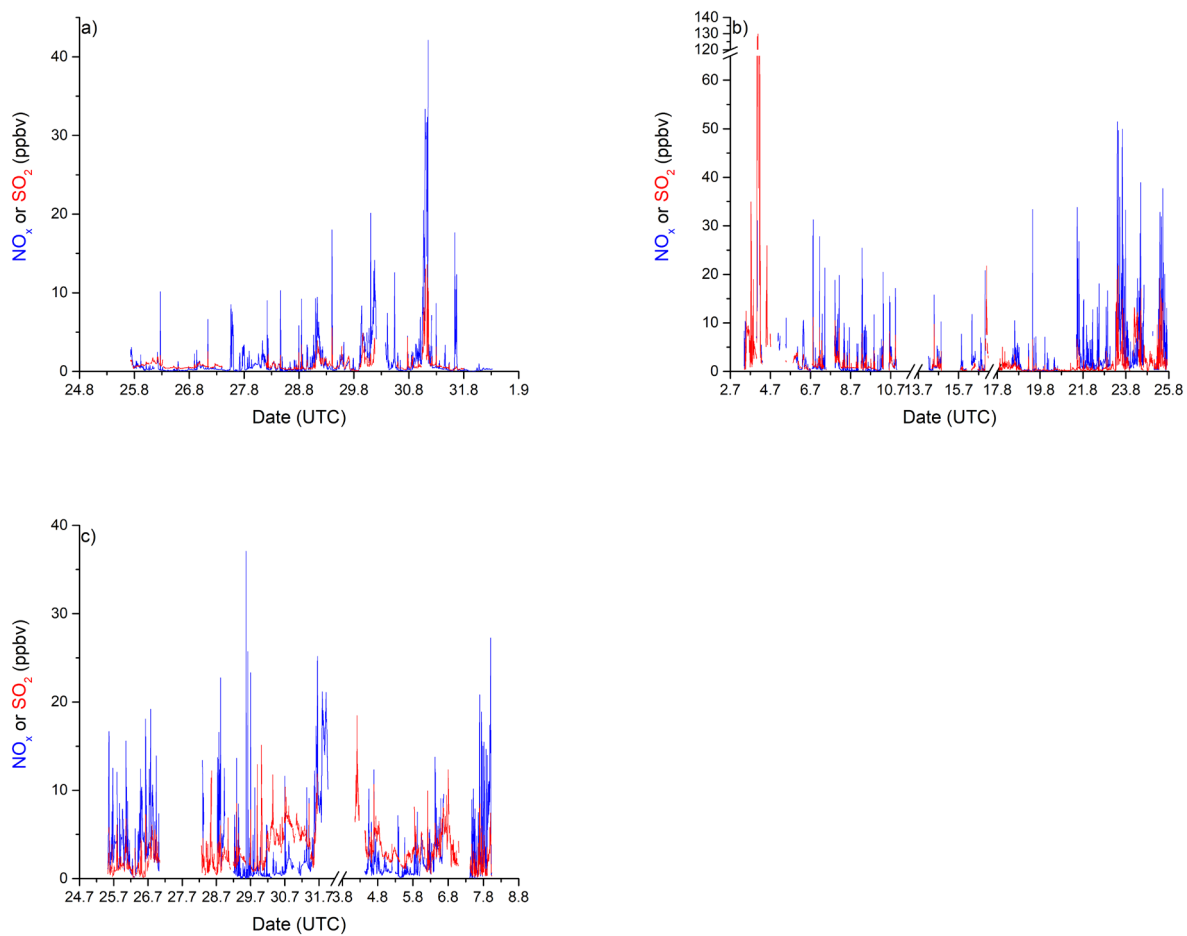 a)
40
30
20
10
0
NOx or SO2 (ppbv)
24.8 25.8 26.8 27.8 28.8 29.8 30.8 31.8 1.9
Date (UTC)
b)
140
130
120
60
50
40
30
20
10
0
NOx or SO2 (ppbv)
2.7 4.7 6.7 8.7 10.7 13.7 15.7 17.8 19.8 21.8 23.8 25.8
Date (UTC)
c)
40
30
20
10
0
NOx or SO2 (ppbv)
24.7 25.7 26.7 27.7 28.7 29.7 30.7 31.7 3.8 4.8 5.8 6.8 7.8 8.8
Date (UTC)